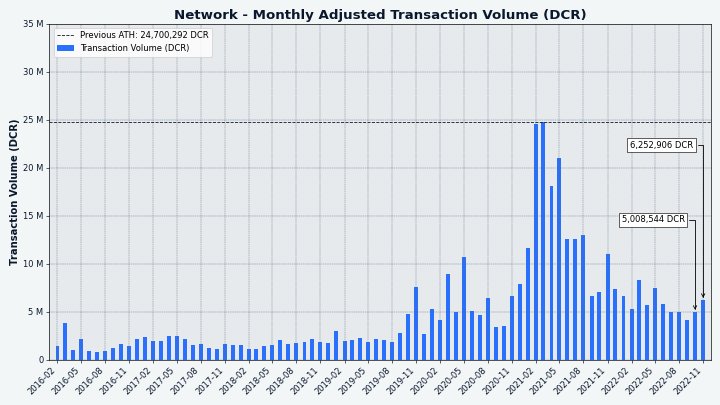 Network - Monthly Adjusted Transaction Volume (DCR)
Transaction Volume (DCR)
35 M
30 M
25 M
20 M
15 M
10 M
5 M
0
Previous ATH: 24,700,292 DCR
Transaction Volume (DCR)
6,252,906 DCR
5,008,544 DCR
2016-02
2016-05
2016-08
2016-11
2017-02
2017-05
2017-08
2017-11
2018-02
2018-05
2018-08
2018-11
2019-02
2019-05
2019-08
2019-11
2020-02
2020-05
2020-08
2020-11
2021-02
2021-05
2021-08
2021-11
2022-02
2022-05
2022-08
2022-11